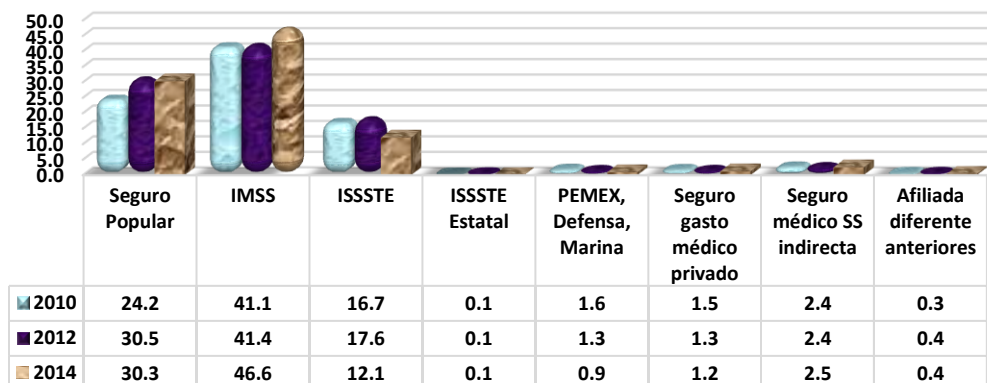 50.0
45.0
40.0
35.0
30.0
25.0
20.0
15.0
10.0
5.0
0.0
Seguro Popular IMSS ISSSTE ISSSTE Estatal PEMEX, Defensa, Marina Seguro gasto médico privado Seguro médico SS indirecta Afiliada diferente anteriores
2010 24.2 41.1 16.7 0.1 1.6 1.5 2.4 0.3
2012 30.5 41.4 17.6 0.1 1.3 1.3 2.4 0.4
2014 30.3 46.6 12.1 0.1 0.9 1.2 2.5 0.4